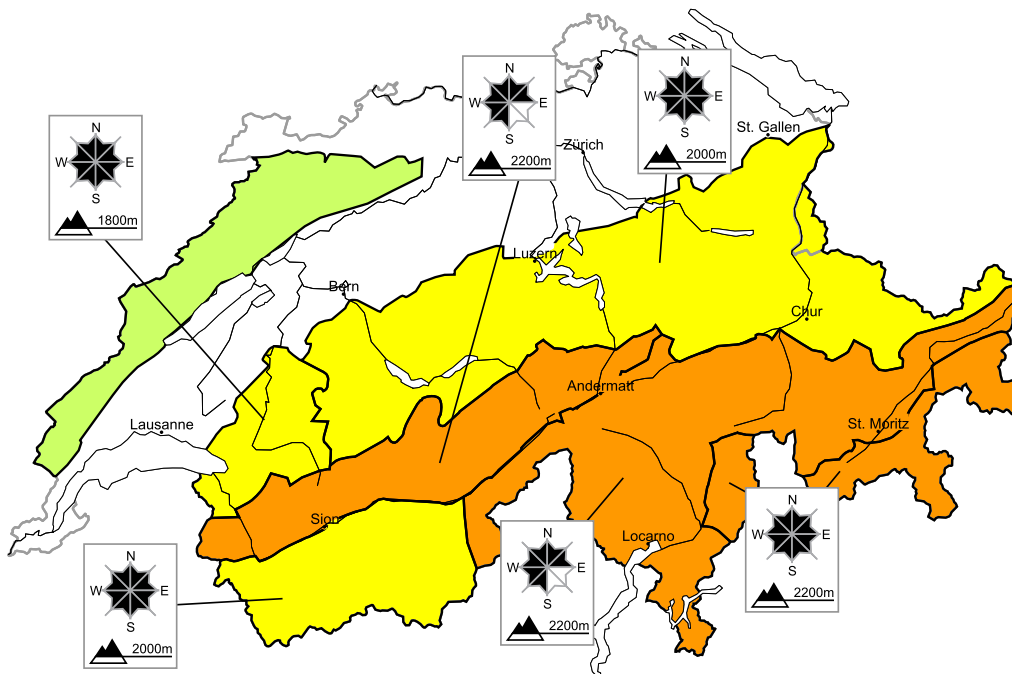 N
W E
S
2200m
N
W E
S
2000m
N
W E
S
1800m
St. Gallen
Zürich
Luzern
Bern
Chur
Andermatt
Lausanne
St. Moritz
Sion
Locarno
N
W E
S
2200m
N
W E
S
2200m
N
W E
S
2000m